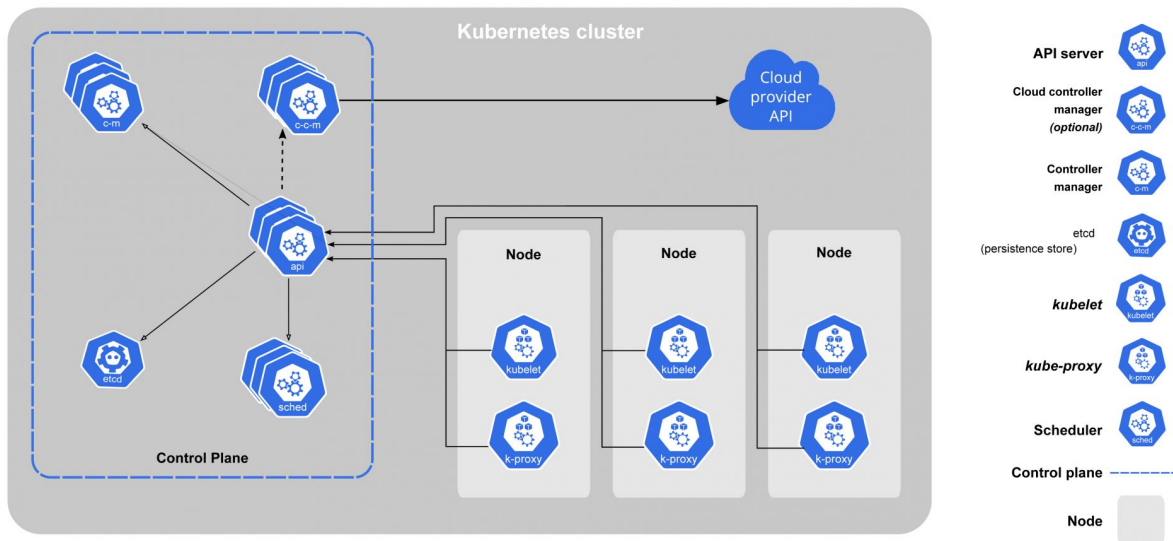 Kubernetes cluster
c-m
c-c-m
Cloud
provider
API
api
etcd
sched
Control Plane
Node
kubelet
k-proxy
Node
kubelet
k-proxy
Node
kubelet
k-proxy
API server
api
Cloud controller
manager
(optional)
c-c-m
Controller
manager
c-m
etcd
(persistence store)
etcd
kubelet
kubelet
kube-proxy
k-proxy
Scheduler
sched
Control plane
Node